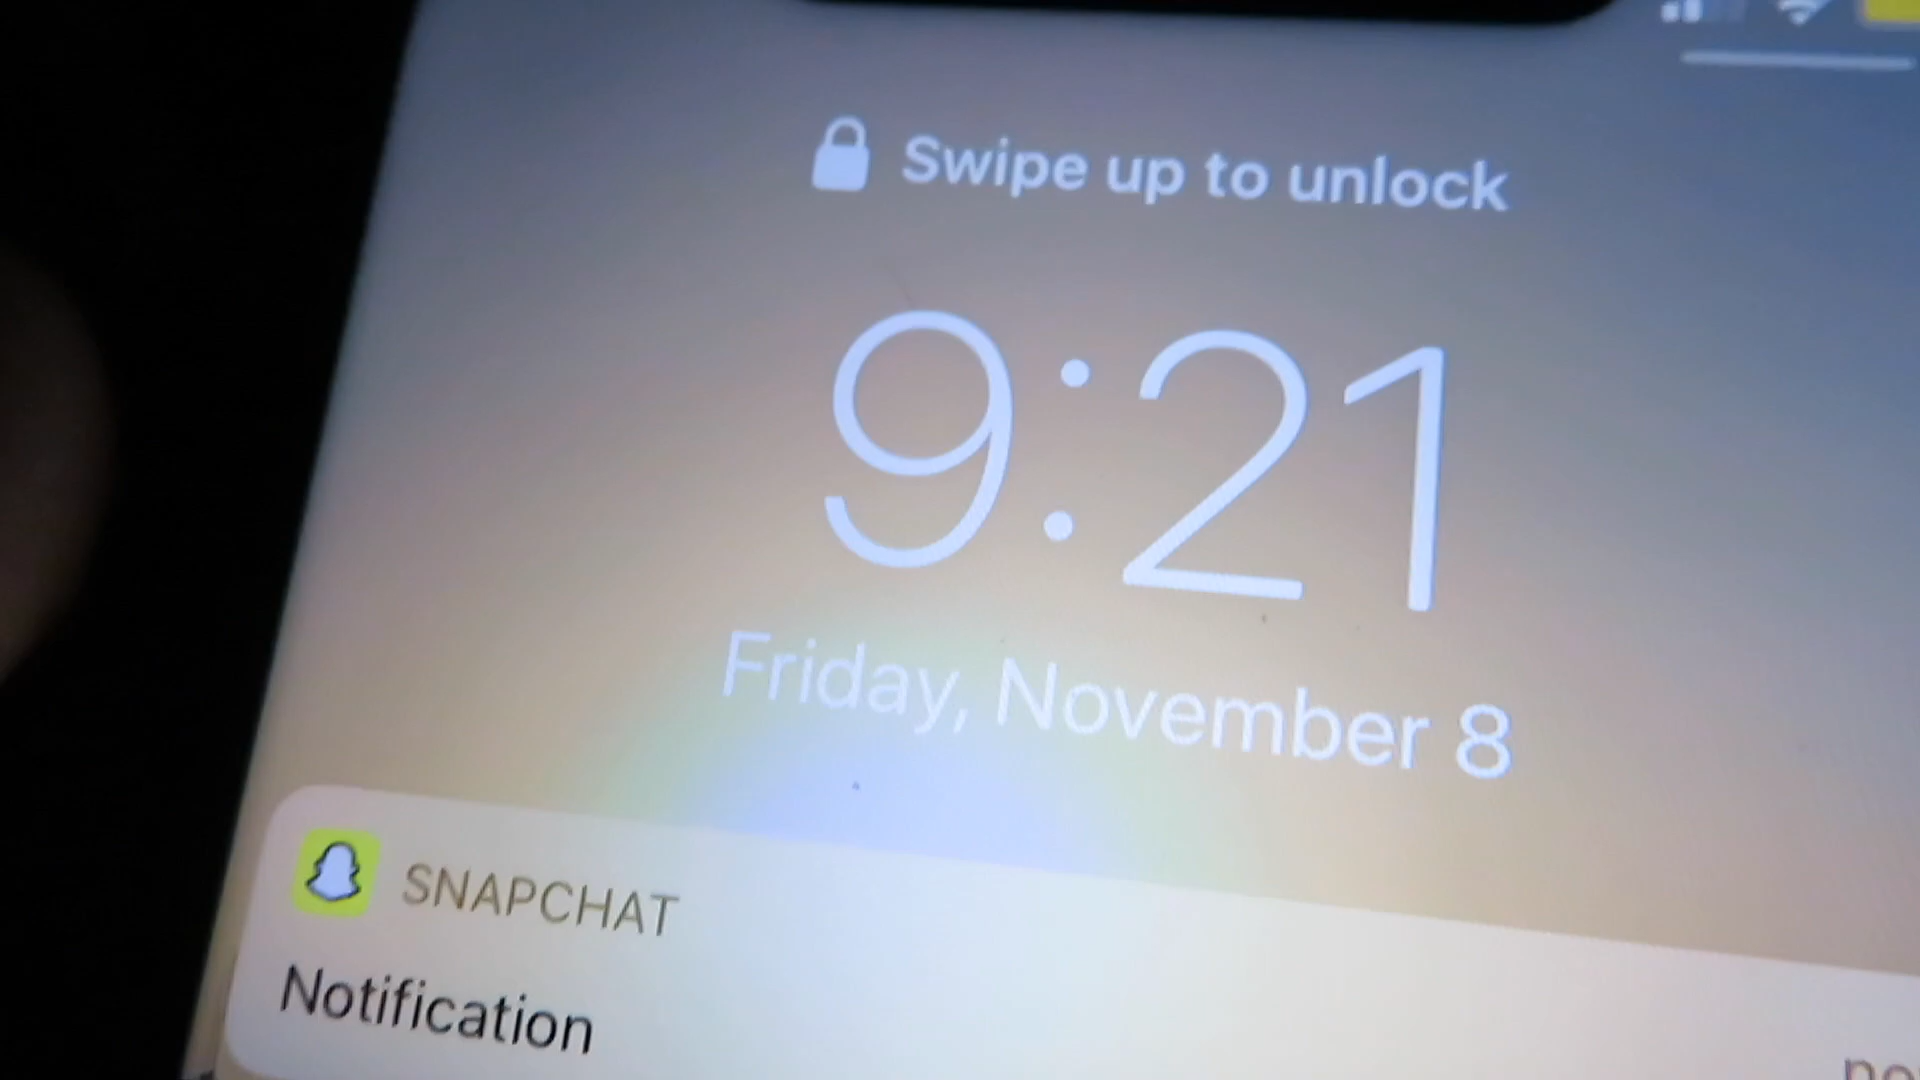 Swipe up to unlock
9:21
Friday, November 8
SNAPCHAT
Notification